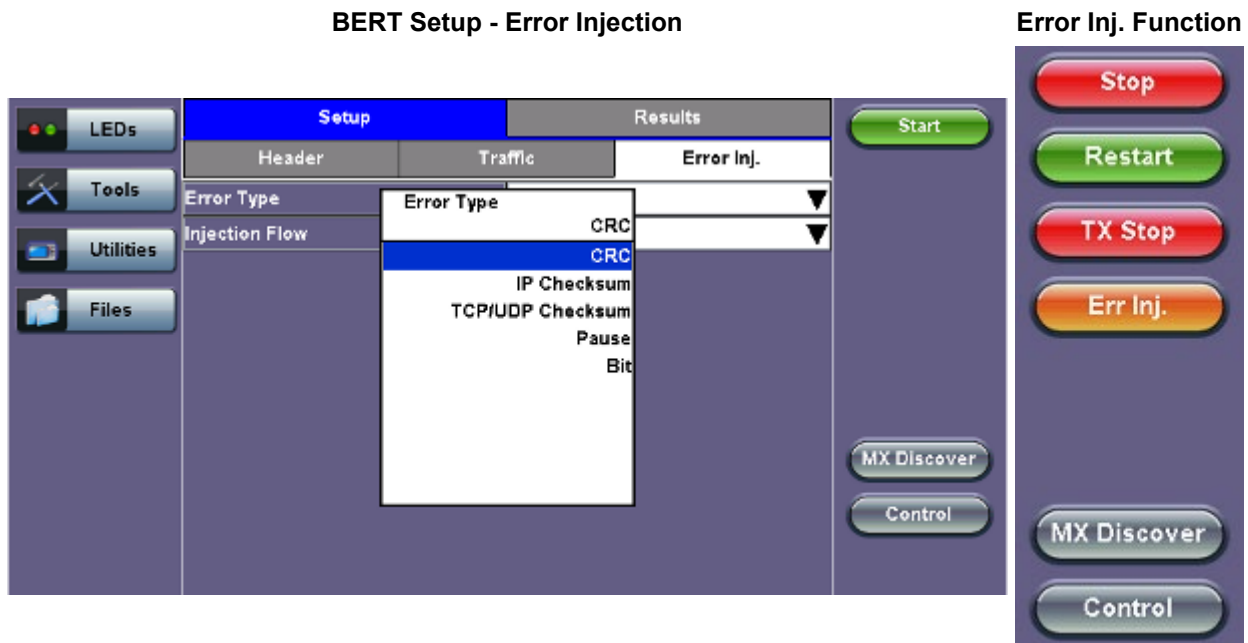 BERT Setup - Error Injection
Error Inj. Function
LEDs
Tools
Utilities
Files
Setup
Results
Header
Traffic
Error Inj.
Error Type
Injection Flow
Error Type
CRC
CRC
IP Checksum
TCP/UDP Checksum
Pause
Bit
Start
MX Discover
Control
Stop
Restart
TX Stop
Err Inj.
MX Discover
Control